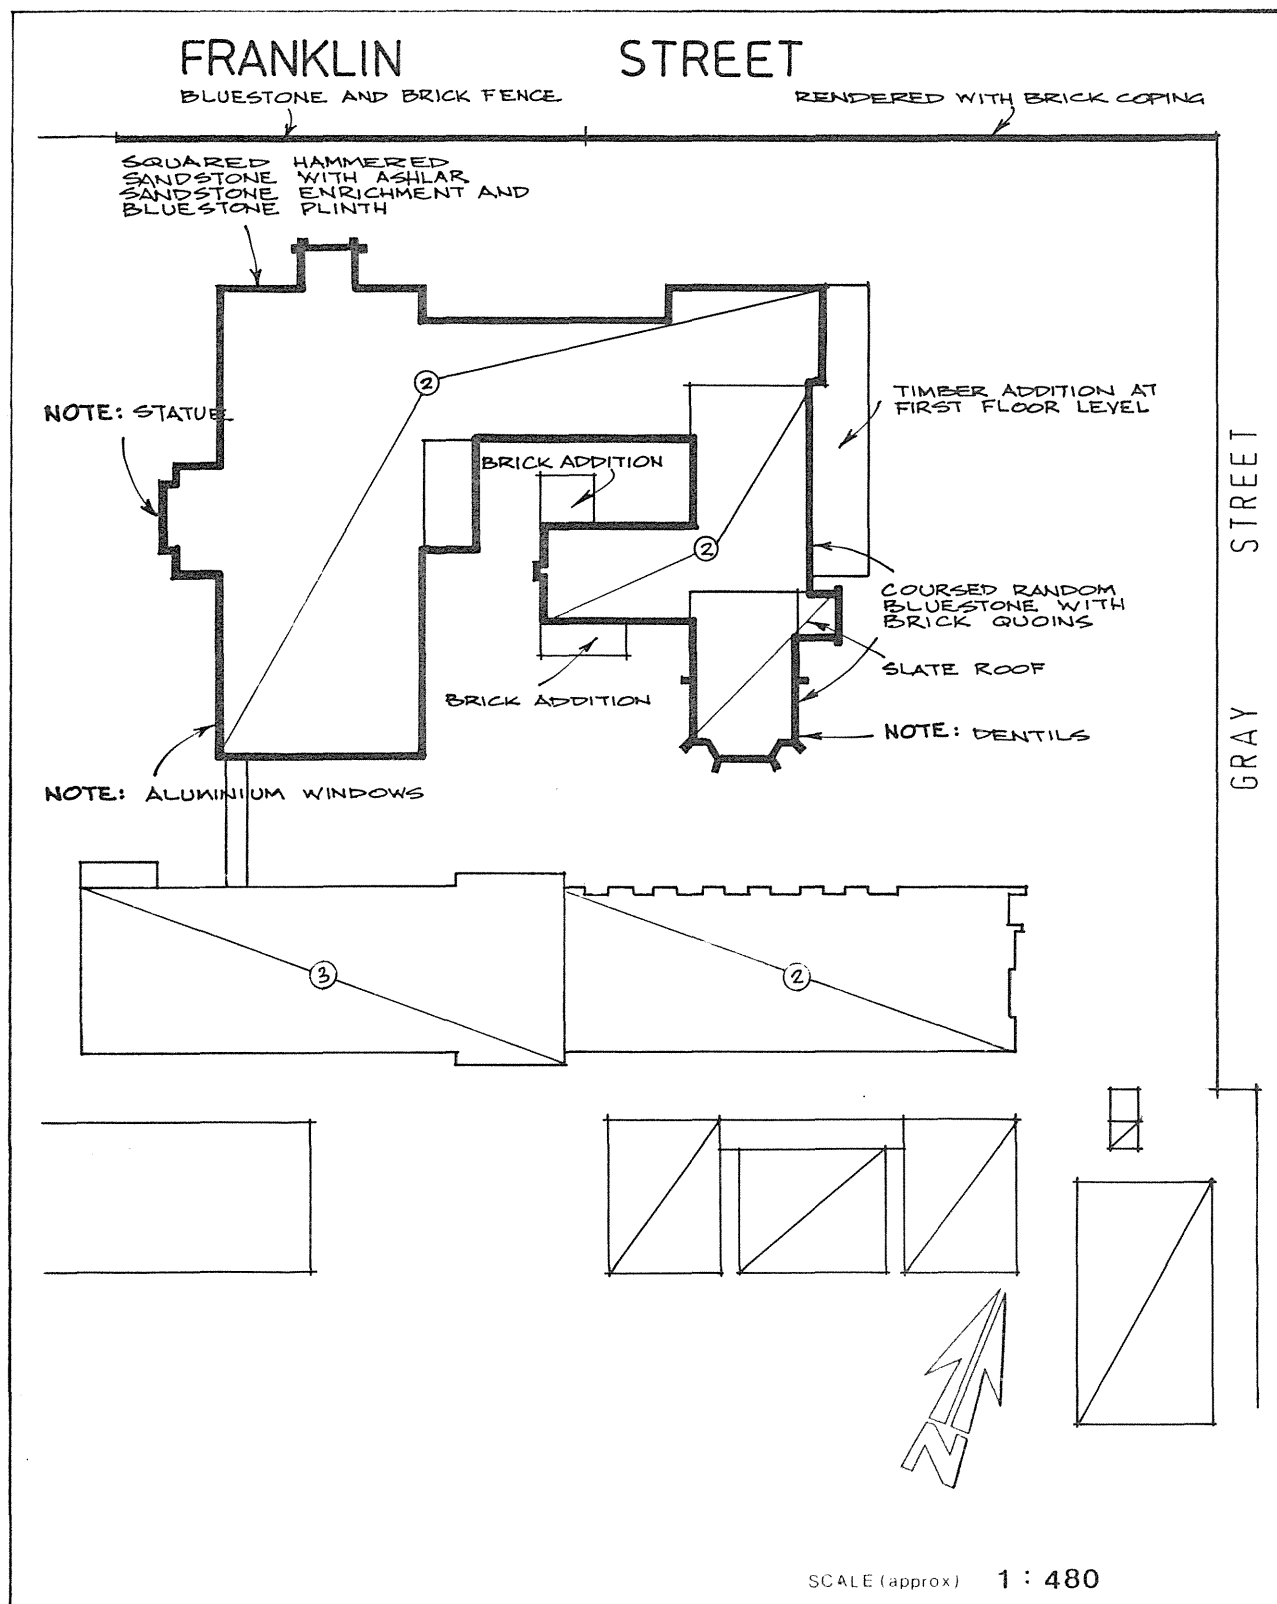 FRANKLIN STREET
BLUESTONE AND BRICK FENCE
RENDERED WITH BRICK COPING
SQUARED HAMMERED
SANDSTONE WITH ASHLAR
SANDSTONE ENRICHMENT AND
BLUESTONE PLINTH
2
NOTE: STATUE
TIMBER ADDITION AT
FIRST FLOOR LEVEL
BRICK ADDITION
2
COURSED RANDOM
BLUESTONE WITH
BRICK QUOINS
SLATE ROOF
BRICK ADDITION
NOTE: DENTILS
GRAY STREET
NOTE: ALUMINIUM WINDOWS
3
2
N
SCALE (approx) 1 : 480